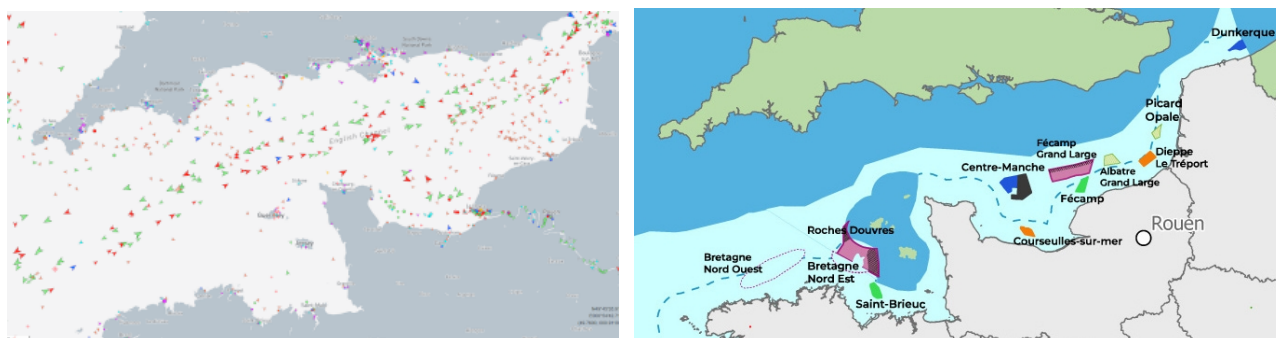 English Channel
Dunkerque
Picard
Opale
Fécamp
Grand Large
Dieppe
Le Tréport
Centre-Manche
Albatre
Grand Large
Fécamp
Rouen
Roches Douvres
Courseulles-sur-mer
Bretagne
Nord Ouest
Bretagne
Nord Est
Saint-Brieuc